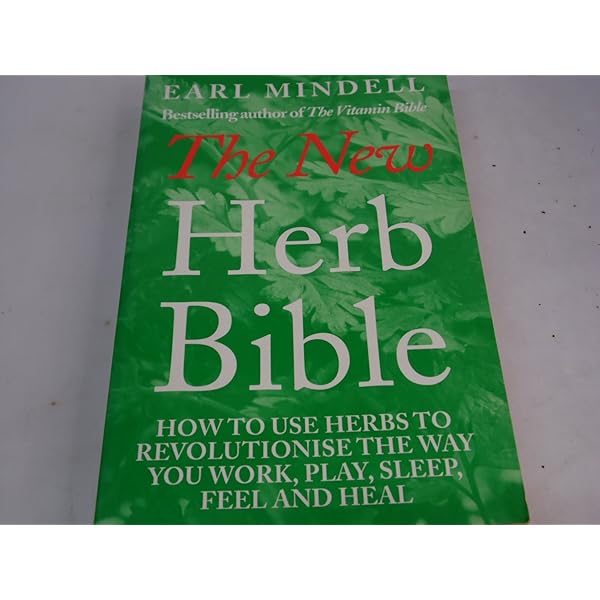 EARL MINDELL
Bestselling author of The Vitamin Bible
The New
Herb
Bible
HOW TO USE HERBS TO
REVOLUTIONISE THE WAY
YOU WORK, PLAY, SLEEP,
FEEL AND HEAL